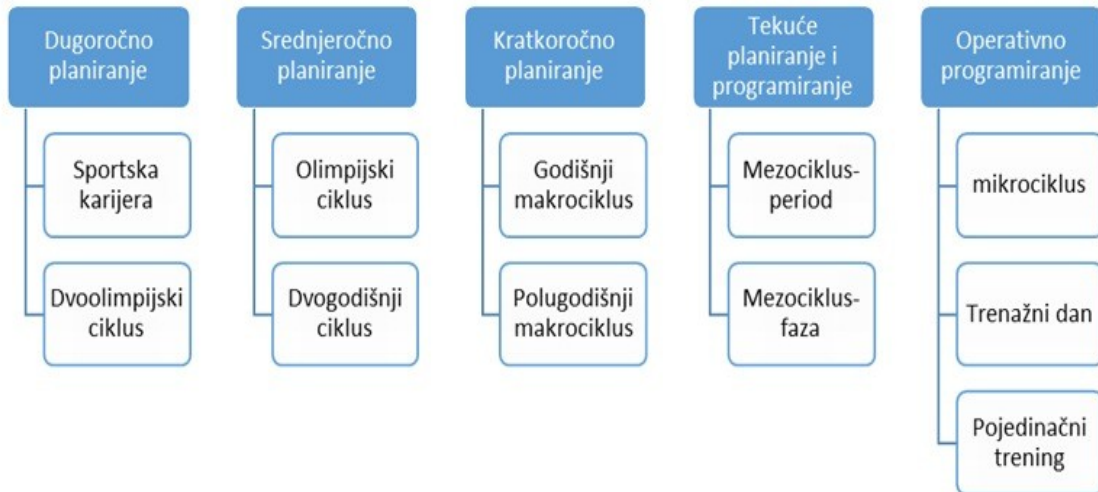 Dugoročno
planiranje
Sportska
karijera
Dvoolimpijski
ciklus
Srednjeročno
planiranje
Olimpijski
ciklus
Dvogodišnji
ciklus
Kratkoročno
planiranje
Godišnji
makrociklus
Polugodišnji
makrociklus
Tekuće
planiranje i
programiranje
Mezociklus-
period
Mezociklus-
faza
Operativno
programiranje
mikrociklus
Trenažni dan
Pojedinačni
trening